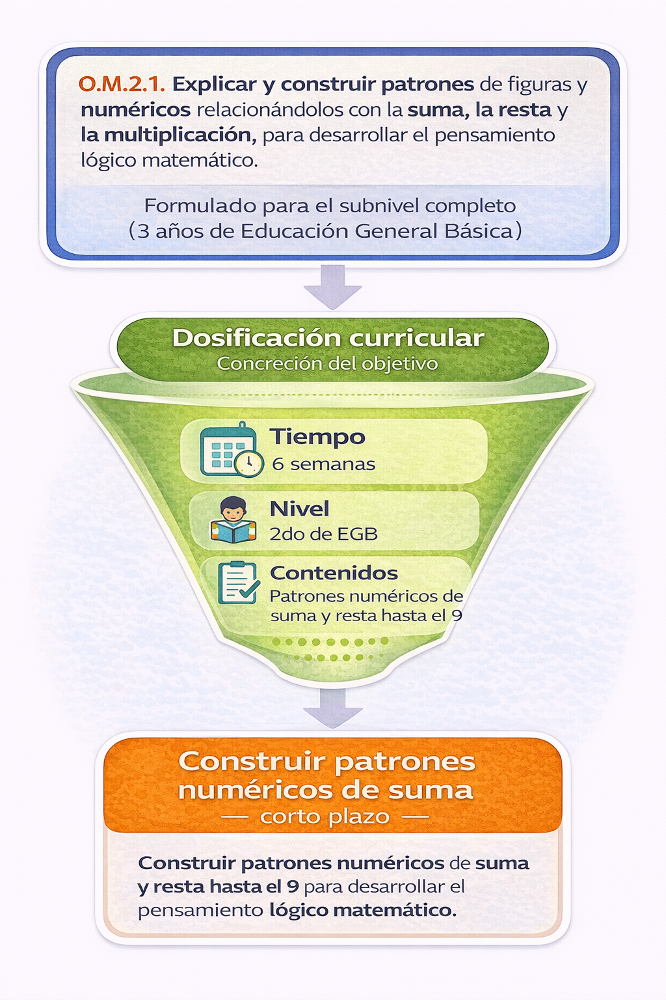 O.M.2.1. Explicar y construir patrones de figuras y
numéricos relacionándolos con la suma, la resta y
la multiplicación, para desarrollar el pensamiento
lógico matemático.
Formulado para el subnivel completo
(3 años de Educación General Básica)
Dosificación curricular
Concreción del objetivo
Tiempo
6 semanas
Nivel
2do de EGB
Contenidos
Patrones numéricos de
suma y resta hasta el 9
Construir patrones
numéricos de suma
— corto plazo —
Construir patrones numéricos de suma
y resta hasta el 9 para desarrollar el
pensamiento lógico matemático.